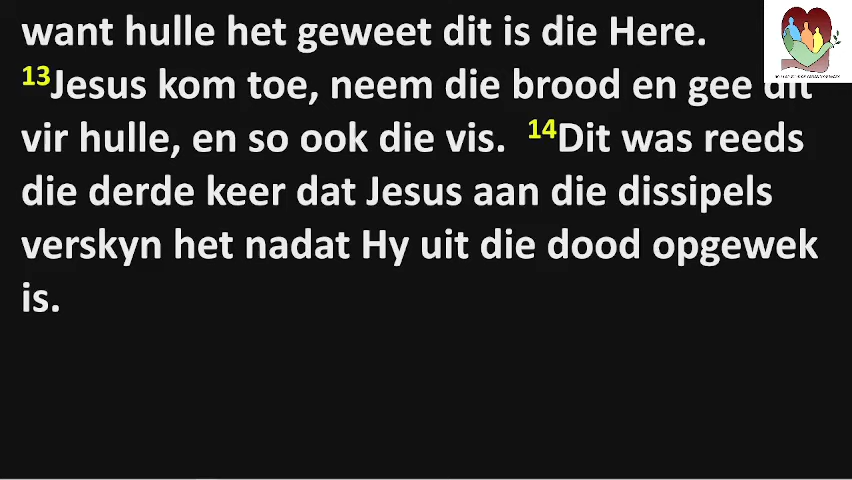 want hulle het geweet dit is die Here.
13Jesus kom toe, neem die brood en gee dit
vir hulle, en so ook die vis. 14Dit was reeds
die derde keer dat Jesus aan die dissipels
verskyn het nadat Hy uit die dood opgewek
is.